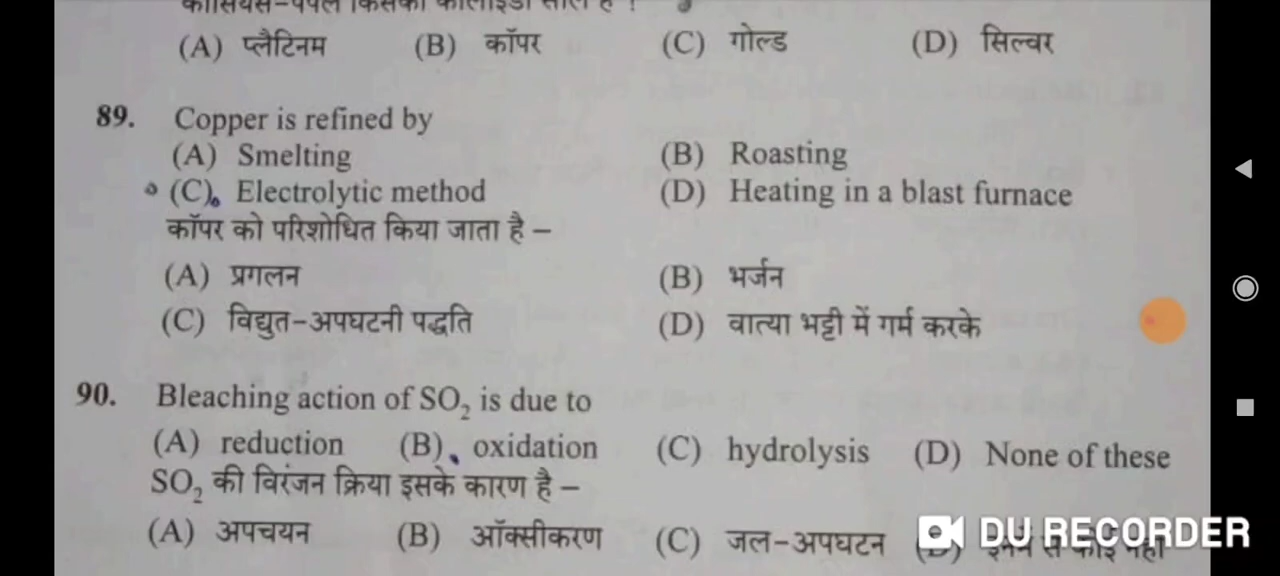 (A) प्लैटिनम (B) कॉपर (C) गोल्ड (D) सिल्वर
89. Copper is refined by
(A) Smelting (B) Roasting
(C) Electrolytic method (D) Heating in a blast furnace
कॉपर को परिशोधित किया जाता है –
(A) प्रगलन (B) भर्जन
(C) विद्युत-अपघटनी पद्धति (D) वात्या भट्टी में गर्म करके
90. Bleaching action of SO₂ is due to
(A) reduction (B) oxidation (C) hydrolysis (D) None of these
SO₂ की विरंजन क्रिया इसके कारण है –
(A) अपचयन (B) ऑक्सीकरण (C) जल-अपघटन
DU RECORDER